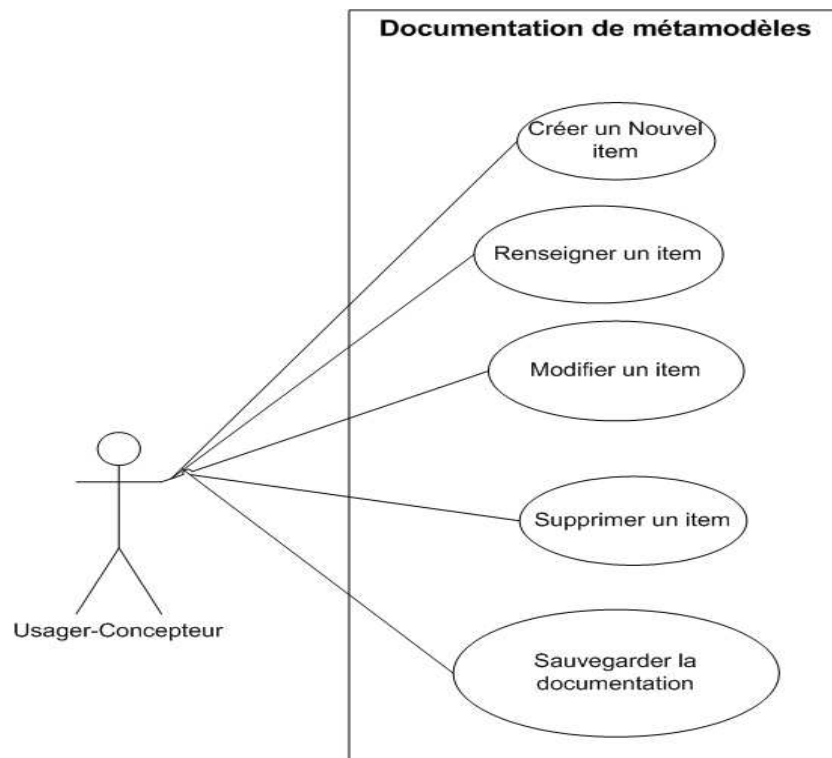 Documentation de métamodèles
Créer un Nouvel
item
Renseigner un item
Modifier un item
Supprimer un item
Usager-Concepteur
Sauvegarder la
documentation